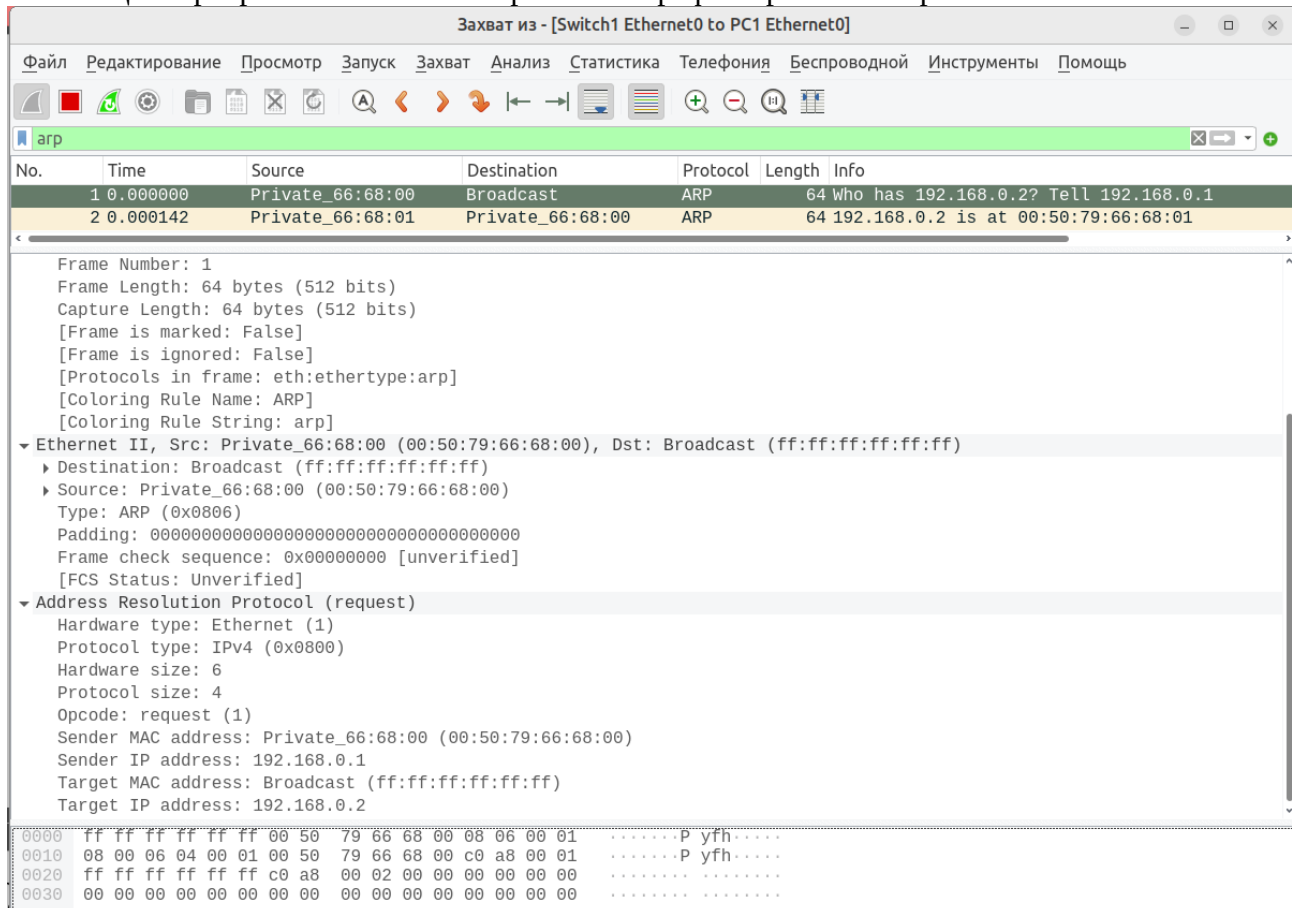 Захват из - [Switch1 Ethernet0 to PC1 Ethernet0]
Файл Редактирование Просмотр Запуск Захват Анализ Статистика Телефония Беспроводной Инструменты Помощь
arp
No. Time Source Destination Protocol Length Info
1 0.000000 Private_66:68:00 Broadcast ARP 64 Who has 192.168.0.2? Tell 192.168.0.1
2 0.000142 Private_66:68:01 Private_66:68:00 ARP 64 192.168.0.2 is at 00:50:79:66:68:01
Frame Number: 1
Frame Length: 64 bytes (512 bits)
Capture Length: 64 bytes (512 bits)
[Frame is marked: False]
[Frame is ignored: False]
[Protocols in frame: eth:ethertype:arp]
[Coloring Rule Name: ARP]
[Coloring Rule String: arp]
Ethernet II, Src: Private_66:68:00 (00:50:79:66:68:00), Dst: Broadcast (ff:ff:ff:ff:ff:ff)
Destination: Broadcast (ff:ff:ff:ff:ff:ff)
Source: Private_66:68:00 (00:50:79:66:68:00)
Type: ARP (0x0806)
Padding: 000000000000000000000000000000000000
Frame check sequence: 0x00000000 [unverified]
[FCS Status: Unverified]
Address Resolution Protocol (request)
Hardware type: Ethernet (1)
Protocol type: IPv4 (0x0800)
Hardware size: 6
Protocol size: 4
Opcode: request (1)
Sender MAC address: Private_66:68:00 (00:50:79:66:68:00)
Sender IP address: 192.168.0.1
Target MAC address: Broadcast (ff:ff:ff:ff:ff:ff)
Target IP address: 192.168.0.2
0000 ff ff ff ff ff ff 00 50 79 66 68 00 08 06 00 01 ·······P yfh·····
0010 08 00 06 04 00 01 00 50 79 66 68 00 c0 a8 00 01 ·······P yfh·····
0020 ff ff ff ff ff ff c0 a8 00 02 00 00 00 00 00 00 ········ ········
0030 00 00 00 00 00 00 00 00 00 00 00 00 00 00 00 00 ········ ········